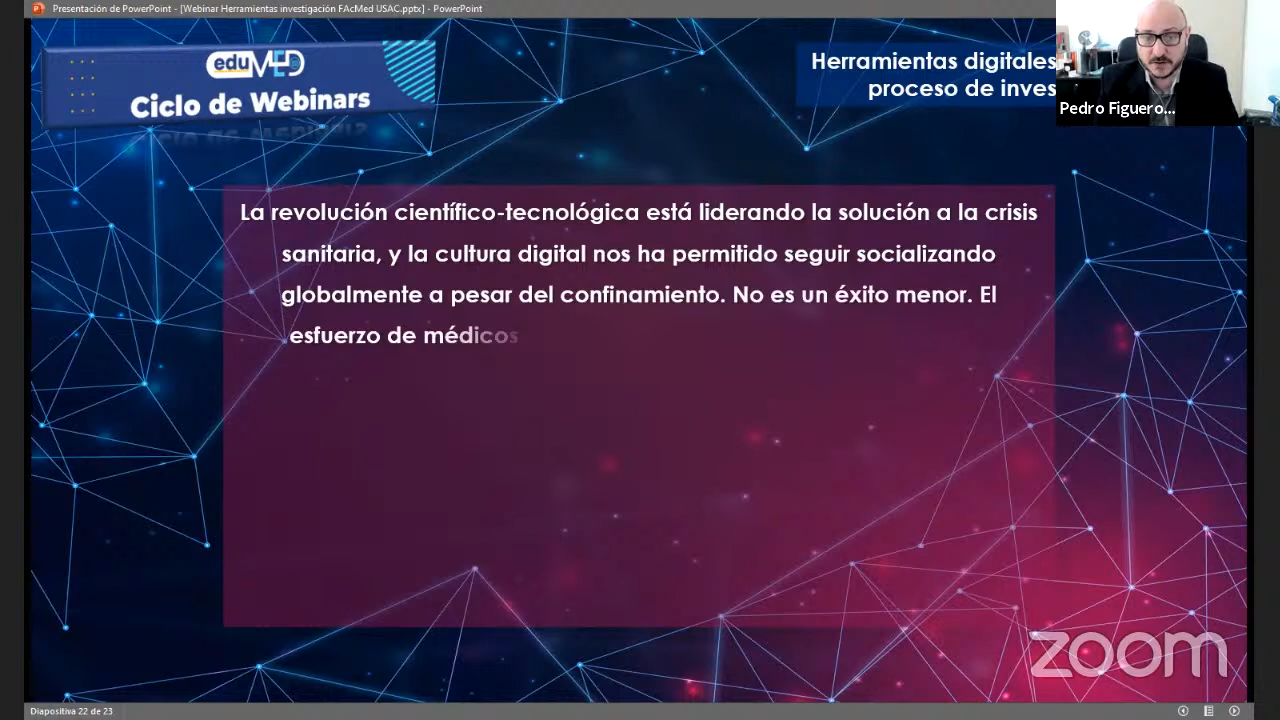 Presentación de PowerPoint - [Webinar Herramientas investigación FAcMed USAC.pptx] - PowerPoint
eduMED
Ciclo de Webinars
Herramientas digitales
proceso de inves
Pedro Figuero...
La revolución científico-tecnológica está liderando la solución a la crisis
sanitaria, y la cultura digital nos ha permitido seguir socializando
globalmente a pesar del confinamiento. No es un éxito menor. El
esfuerzo de médicos
zoom
Diapositiva 22 de 23